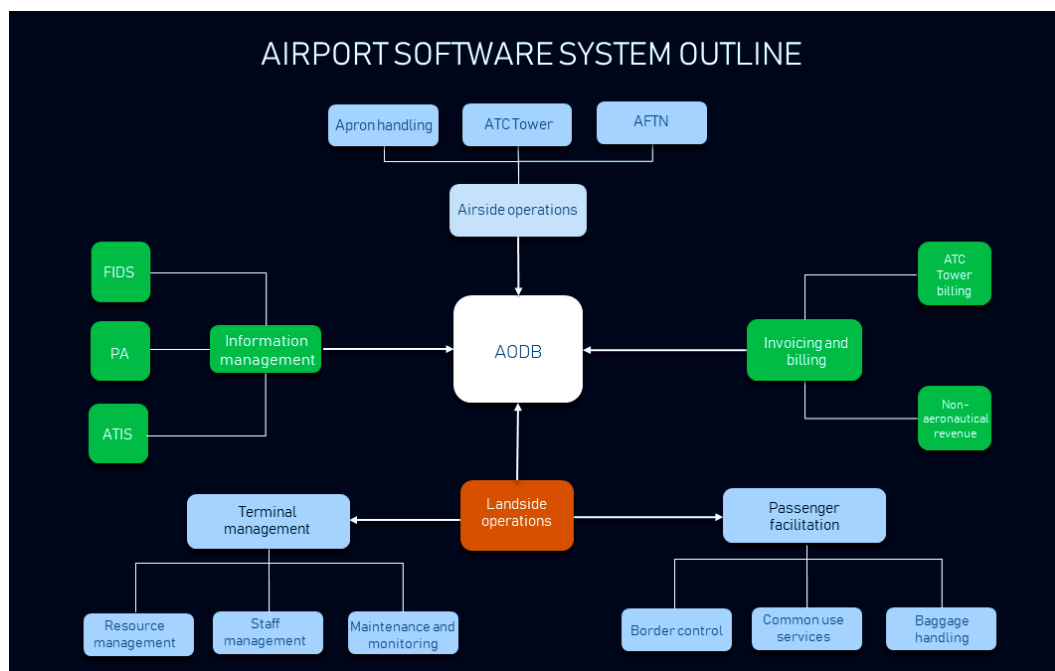 AIRPORT SOFTWARE SYSTEM OUTLINE
Apron handling
ATC Tower
AFTN
Airside operations
FIDS
PA
ATIS
Information
management
AODB
Invoicing and
billing
ATC
Tower
billing
Non-
aeronautical
revenue
Landside
operations
Terminal
management
Passenger
facilitation
Resource
management
Staff
management
Maintenance and
monitoring
Border control
Common use
services
Baggage
handling